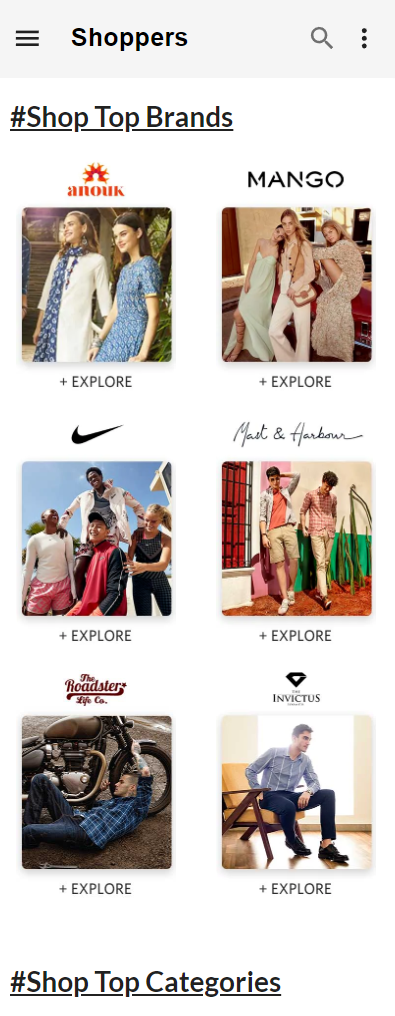 Shoppers
#Shop Top Brands
anouk
MANGO
+ EXPLORE
+ EXPLORE
Mast & Harbour
+ EXPLORE
+ EXPLORE
The
Roadster
Life Co.
THE
INVICTUS
+ EXPLORE
+ EXPLORE
#Shop Top Categories